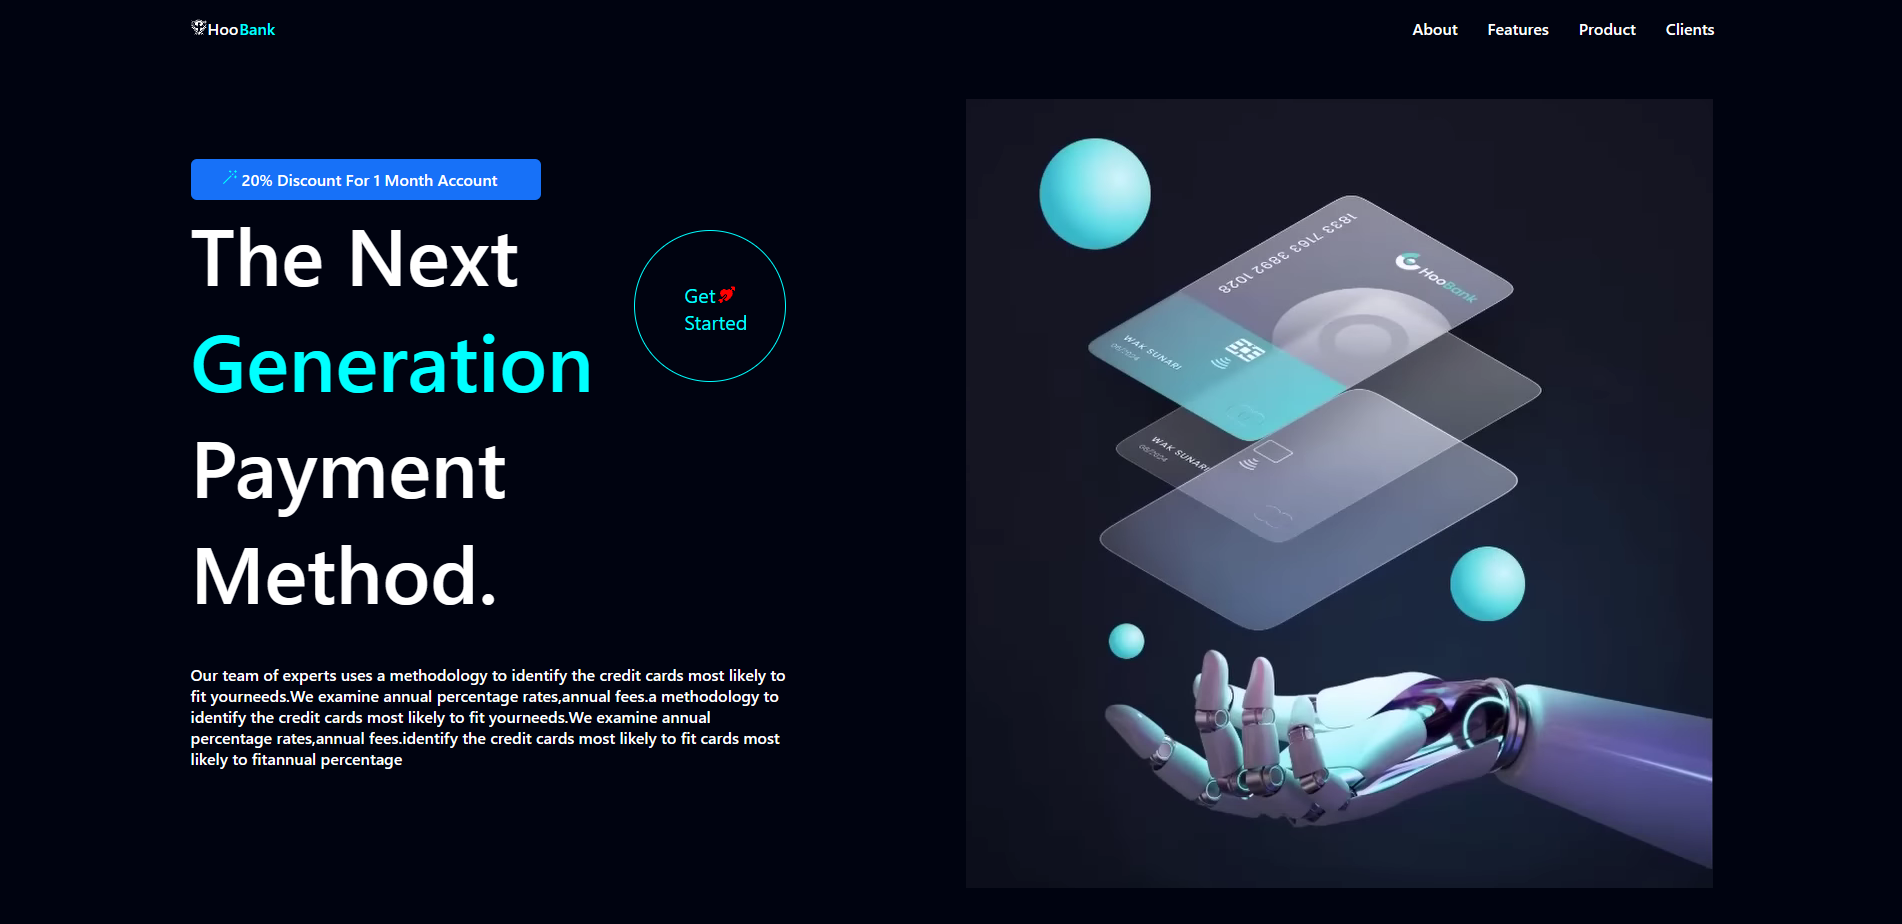 HooBank
About Features Product Clients
20% Discount For 1 Month Account
The Next
Generation
Payment
Method.
Get
Started
Our team of experts uses a methodology to identify the credit cards most likely to
fit yourneeds.We examine annual percentage rates,annual fees.a methodology to
identify the credit cards most likely to fit yourneeds.We examine annual
percentage rates,annual fees.identify the credit cards most likely to fit cards most
likely to fitannual percentage
1833 7163 3892 1028
HooBank
WAK SUNARI
06/2024
WAK SUNARI
06/2024